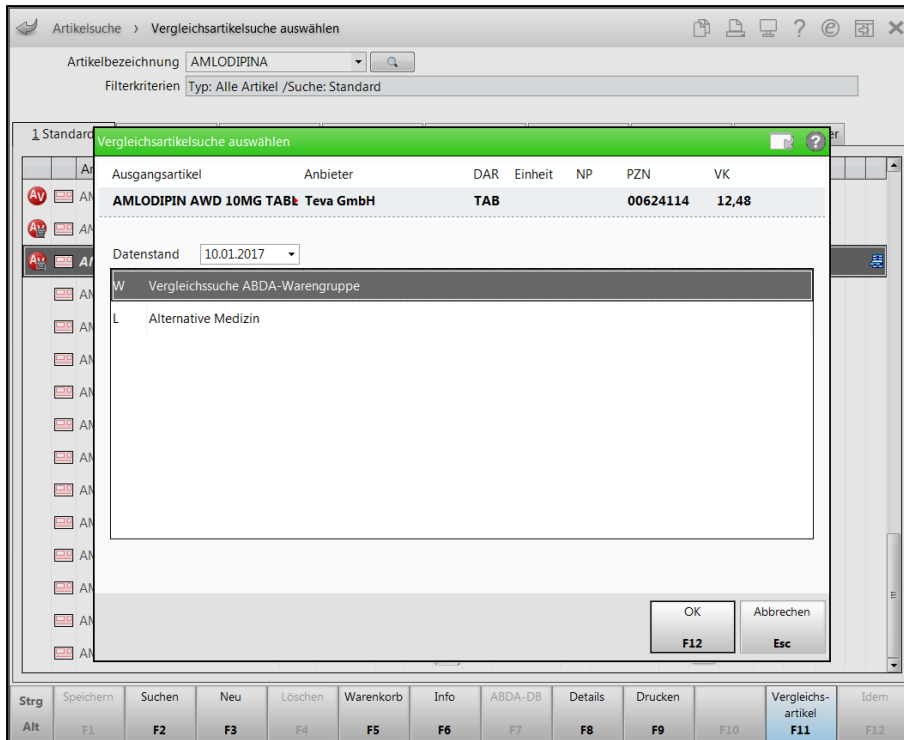 Artikelsuche › Vergleichsartikelsuche auswählen
Artikelbezeichnung AMLODIPINA
Filterkriterien Typ: Alle Artikel /Suche: Standard
1 Standard
Vergleichsartikelsuche auswählen
Ausgangsartikel Anbieter DAR Einheit NP PZN VK
AMLODIPIN AWD 10MG TABL Teva GmbH TAB 00624114 12,48
Datenstand 10.01.2017
W Vergleichssuche ABDA-Warengruppe
L Alternative Medizin
OK Abbrechen
F12 Esc
Strg Speichern Suchen Neu Löschen Warenkorb Info ABDA-DB Details Drucken Vergleichs-artikel Idem
Alt F1 F2 F3 F4 F5 F6 F7 F8 F9 F10 F11 F12